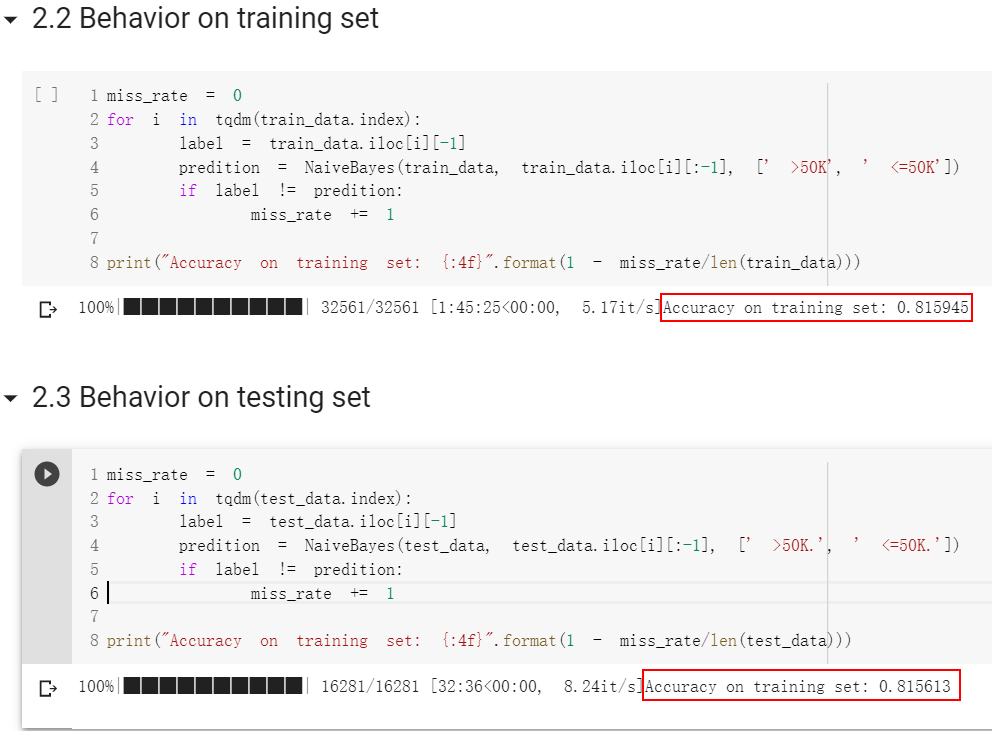 2.2 Behavior on training set
[ ]
1 miss_rate = 0
2 for i in tqdm(train_data.index):
3 label = train_data.iloc[i][-1]
4 predition = NaiveBayes(train_data, train_data.iloc[i][:-1], [' >50K', ' <=50K'])
5 if label != predition:
6 miss_rate += 1
7
8 print("Accuracy on training set: {:4f}".format(1 - miss_rate/len(train_data)))
100%|██████████| 32561/32561 [1:45:25<00:00, 5.17it/s]Accuracy on training set: 0.815945
2.3 Behavior on testing set
1 miss_rate = 0
2 for i in tqdm(test_data.index):
3 label = test_data.iloc[i][-1]
4 predition = NaiveBayes(test_data, test_data.iloc[i][:-1], [' >50K.', ' <=50K.'])
5 if label != predition:
6 miss_rate += 1
7
8 print("Accuracy on training set: {:4f}".format(1 - miss_rate/len(test_data)))
100%|██████████| 16281/16281 [32:36<00:00, 8.24it/s]Accuracy on training set: 0.815613